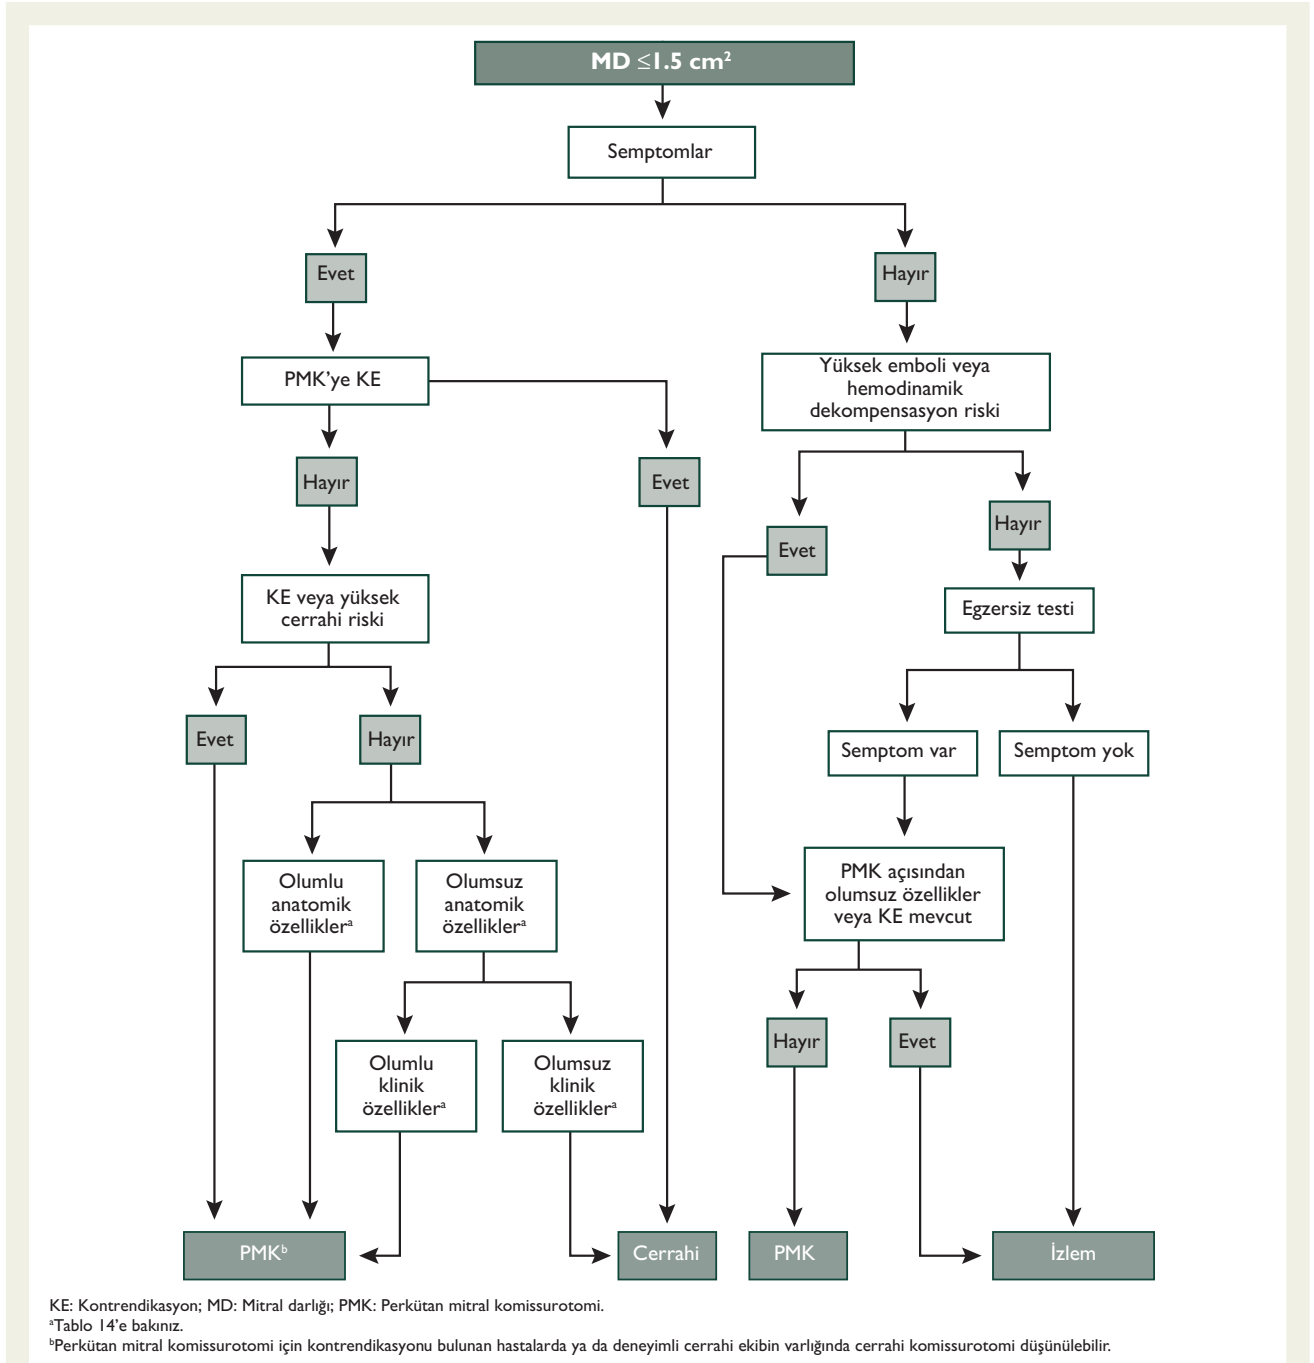 MD ≤1.5 cm²
Semptomlar
Evet
Hayır
PMK’ye KE
Yüksek emboli veya
hemodinamik
dekompensasyon riski
Hayır
Evet
Evet
Hayır
KE veya yüksek
cerrahi riski
Egzersiz testi
Evet
Hayır
Semptom var
Semptom yok
Olumlu
anatomik
özelliklerᵃ
Olumsuz
anatomik
özelliklerᵃ
PMK açısından
olumsuz özellikler
veya KE mevcut
Olumlu
klinik
özelliklerᵃ
Olumsuz
klinik
özelliklerᵃ
Hayır
Evet
PMKᵇ
Cerrahi
PMK
İzlem
KE: Kontrendikasyon; MD: Mitral darlığı; PMK: Perkütan mitral komissurotomi.
ᵃTablo 14’e bakınız.
ᵇPerkütan mitral komissurotomi için kontrendikasyonu bulunan hastalarda ya da deneyimli cerrahi ekibin varlığında cerrahi komissurotomi düşünülebilir.